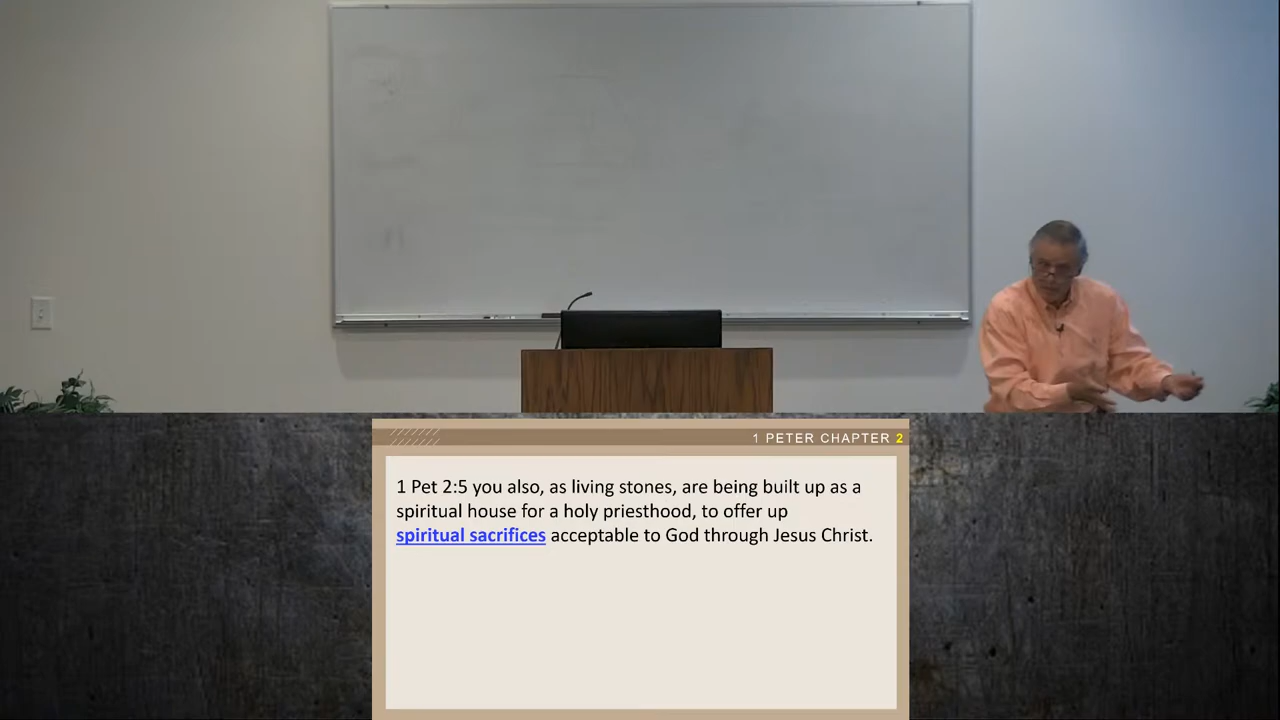 1 PETER CHAPTER 2
1 Pet 2:5 you also, as living stones, are being built up as a
spiritual house for a holy priesthood, to offer up
spiritual sacrifices acceptable to God through Jesus Christ.